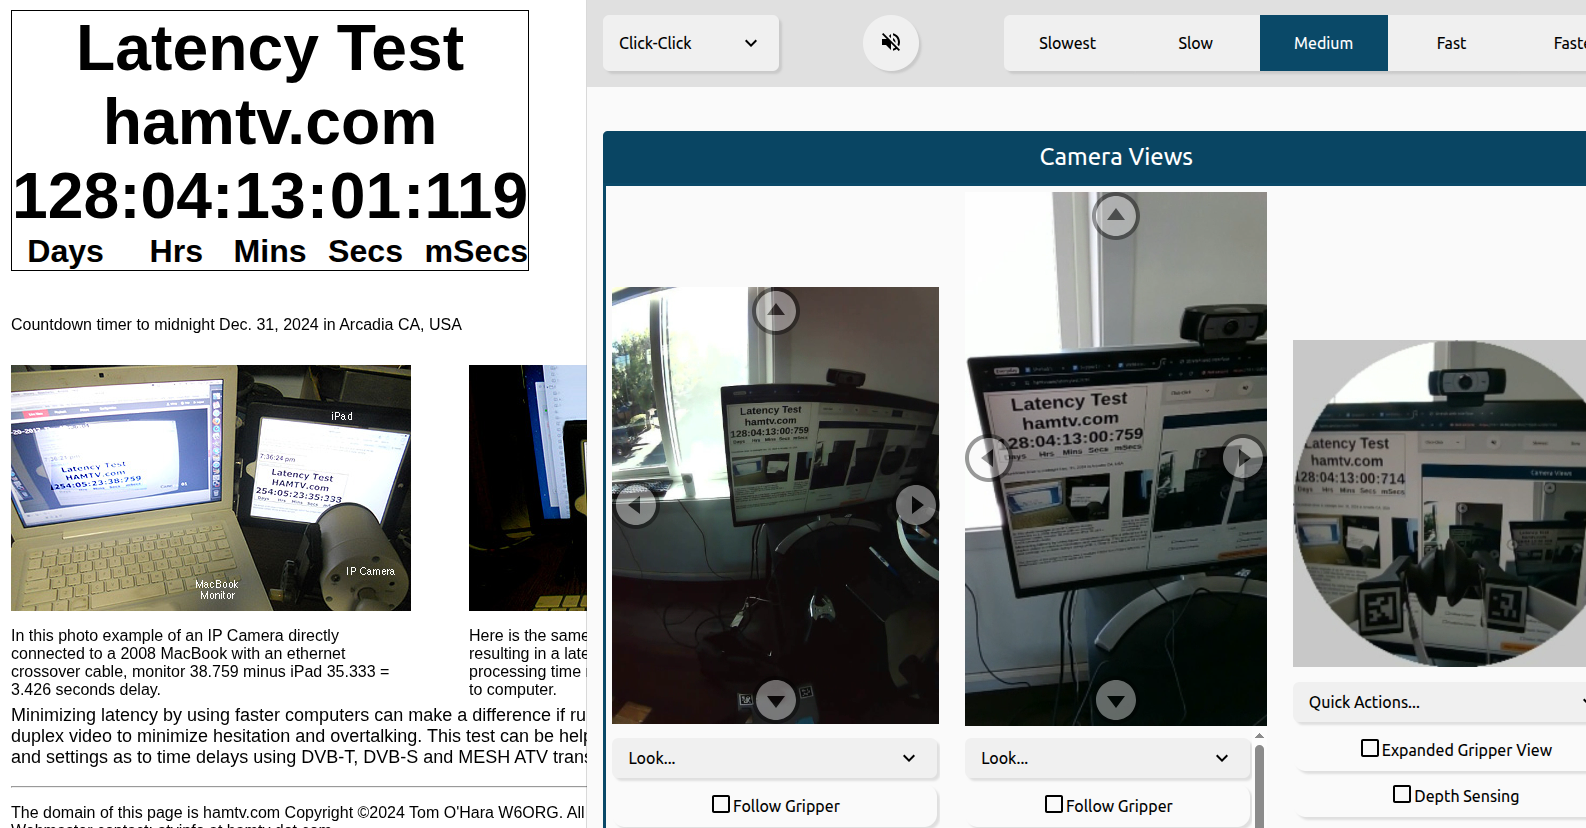 Latency Test
hamtv.com
128:04:13:01:119
Days Hrs Mins Secs mSecs
Countdown timer to midnight Dec. 31, 2024 in Arcadia CA, USA
iPad
7:36:24 pm
Latency Test
HAMTV.com
254:05:23:38:759
Latency Test
HAMTV.com
254:05:23:35:333
MacBook
Monitor
IP Camera
In this photo example of an IP Camera directly
connected to a 2008 MacBook with an ethernet
crossover cable, monitor 38.759 minus iPad 35.333 =
3.426 seconds delay.
Here is the same
resulting in a late
processing time
to computer.
Minimizing latency by using faster computers can make a difference if ru
duplex video to minimize hesitation and overtalking. This test can be help
and settings as to time delays using DVB-T, DVB-S and MESH ATV trans
The domain of this page is hamtv.com Copyright ©2024 Tom O'Hara W6ORG. All
Click-Click
Slowest
Slow
Medium
Fast
Faste
Camera Views
Latency Test
hamtv.com
128:04:13:00:759
Days Hrs Mins Secs mSecs
Latency Test
hamtv.com
128:04:13:00:759
Days Hrs Mins Secs mSecs
Latency Test
hamtv.com
128:04:13:00:714
Days Hrs Mins Secs mSecs
Camera Views
Look...
Follow Gripper
Look...
Follow Gripper
Quick Actions...
Expanded Gripper View
Depth Sensing